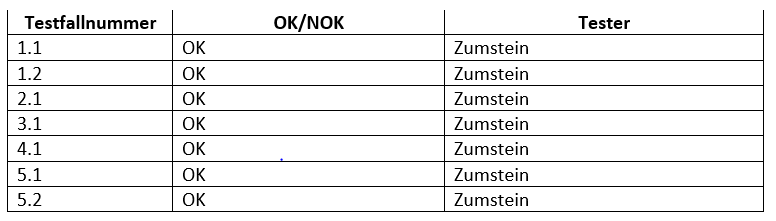 Testfallnummer OK/NOK Tester
1.1 OK Zumstein
1.2 OK Zumstein
2.1 OK Zumstein
3.1 OK Zumstein
4.1 OK Zumstein
5.1 OK Zumstein
5.2 OK Zumstein